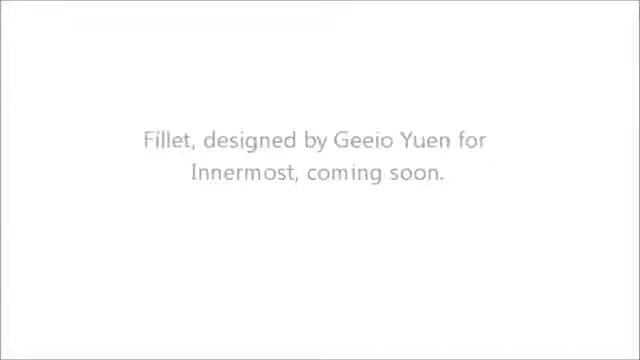 Fillet, designed by Geeio Yuen for
Innermost, coming soon.